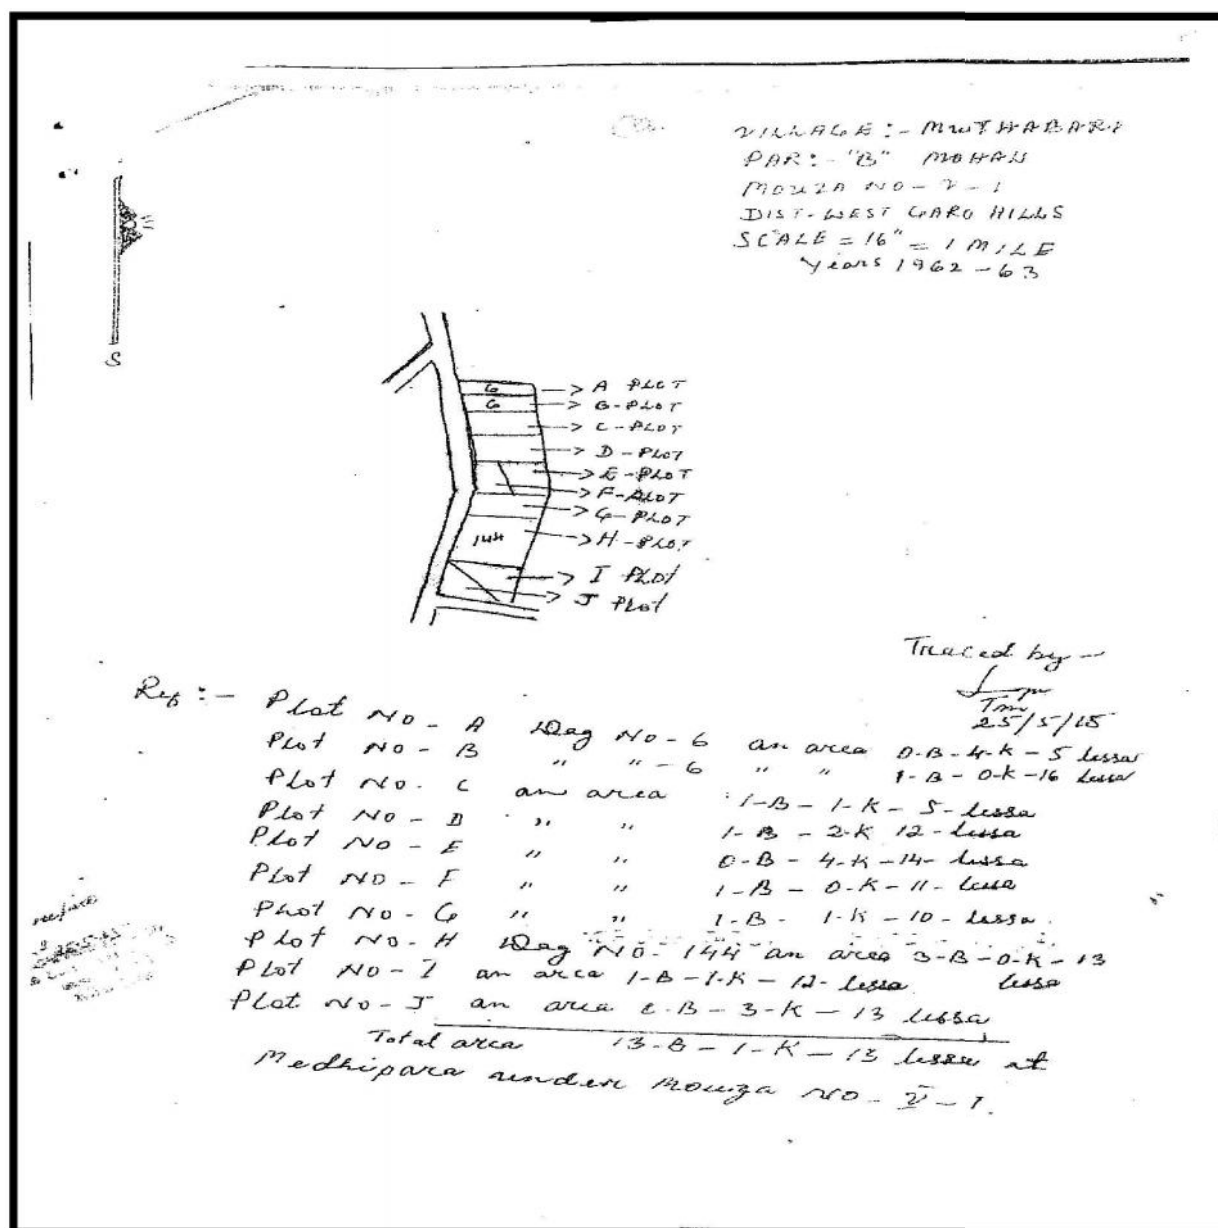 VILLAGE:- MUTHABARI
PAR:- "B" MOHAN
MOUZA NO- V - 1
DIST-WEST GARO HILLS
SCALE = 16" = 1 MILE
Years 1962-63
S
6 → A PLOT
6 → B-PLOT
→ C-PLOT
→ D-PLOT
→ E-PLOT
→ F-PLOT
→ G-PLOT
144 → H-PLOT
→ I PLOT
→ J PLOT
Traced by—
25/5/15
Ref :- Plot NO- A Dag NO-6 an area 0-B-4-K-5 lessa
Plot NO-B " "-6 " " 1-B-0-K-16 lessa
Plot NO. C an area 1-B-1-K-5-lessa
Plot NO-D " " 1-B-2-K 12-lessa
Plot NO-E " " 0-B-4-K-14-lessa
Plot NO-F " " 1-B-0-K-11-lessa
Plot NO-G " " 1-B-1-K-10-lessa
Plot NO-H Dag NO-144 an area 3-B-0-K-13 lessa
Plot NO-I an area 1-B-1-K-12-lessa
Plot NO-J an area B-3-K-13 lessa
Total area 13-B-1-K-13 lessa at
Medhipara under Mouza NO- V-1.